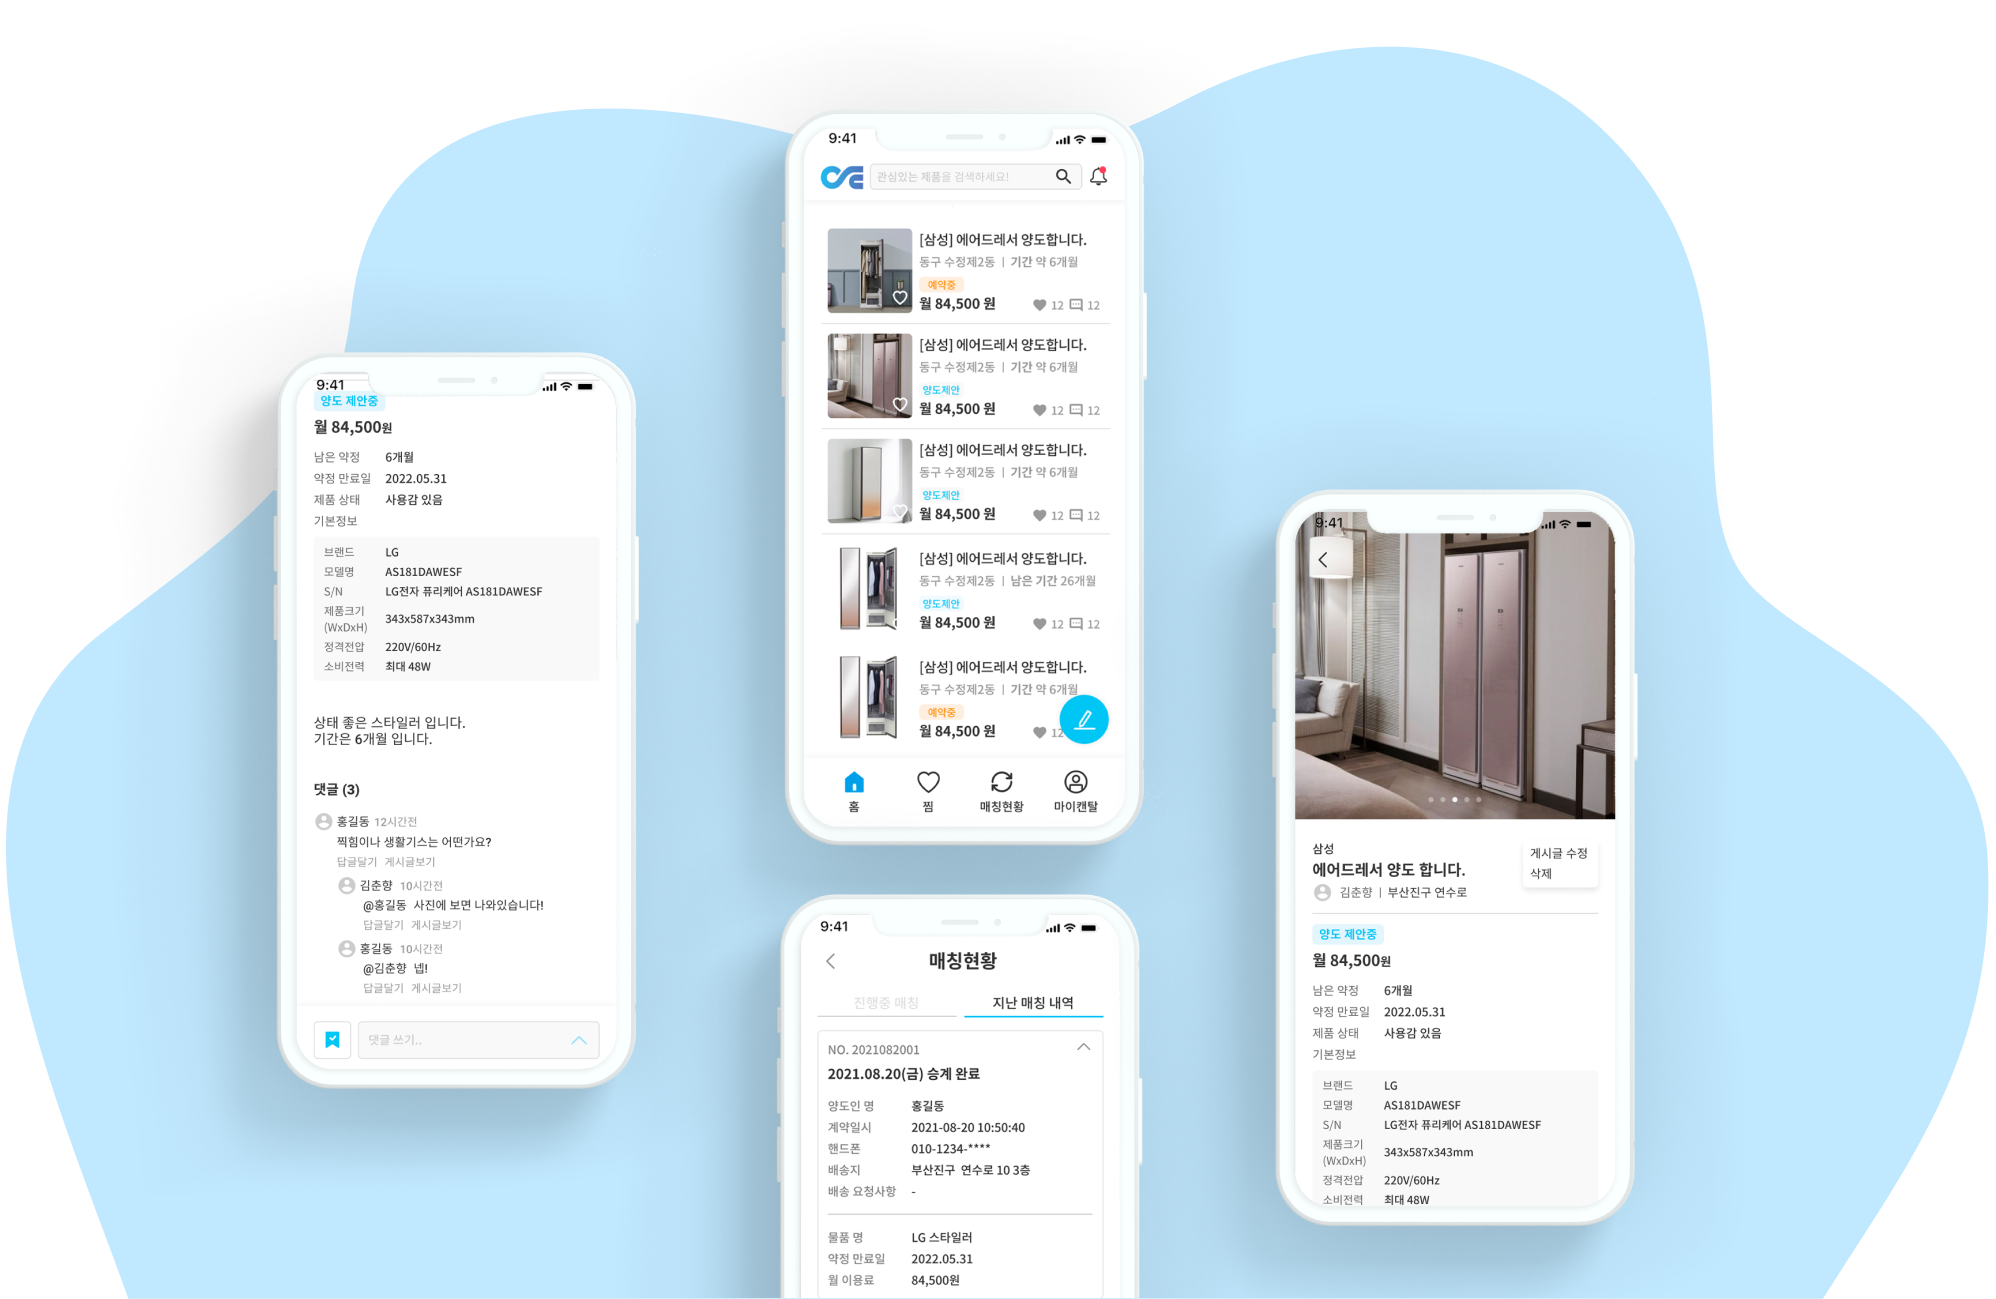 9:41
양도 제안중
월 84,500원
남은 약정 6개월
약정 만료일 2022.05.31
제품 상태 사용감 있음
기본정보
브랜드 LG
모델명 AS181DAWESF
S/N LG전자 퓨리케어 AS181DAWESF
제품크기
(WxDxH) 343x587x343mm
정격전압 220V/60Hz
소비전력 최대 48W
상태 좋은 스타일러 입니다.
기간은 6개월 입니다.
댓글 (3)
홍길동 12시간전
찍힘이나 생활기스는 어떤가요?
답글달기 게시글보기
김춘향 10시간전
@홍길동 사진에 보면 나와있습니다!
답글달기 게시글보기
홍길동 10시간전
@김춘향 넵!
답글달기 게시글보기
댓글 쓰기..
9:41
관심있는 제품을 검색하세요!
[삼성] 에어드레서 양도합니다.
동구 수정제2동 | 기간 약 6개월
예약중
월 84,500 원 12 12
[삼성] 에어드레서 양도합니다.
동구 수정제2동 | 기간 약 6개월
양도제안
월 84,500 원 12 12
[삼성] 에어드레서 양도합니다.
동구 수정제2동 | 기간 약 6개월
양도제안
월 84,500 원 12 12
[삼성] 에어드레서 양도합니다.
동구 수정제2동 | 남은 기간 26개월
양도제안
월 84,500 원 12 12
[삼성] 에어드레서 양도합니다.
동구 수정제2동 | 기간 약 6개월
예약중
월 84,500 원 12
홈 찜 매칭현황 마이캔탈
9:41
매칭현황
진행중 매칭 지난 매칭 내역
NO. 2021082001
2021.08.20(금) 승계 완료
양도인 명 홍길동
계약일시 2021-08-20 10:50:40
핸드폰 010-1234-****
배송지 부산진구 연수로 10 3층
배송 요청사항 -
물품 명 LG 스타일러
약정 만료일 2022.05.31
월 이용료 84,500원
9:41
삼성
에어드레서 양도 합니다.
김춘향 | 부산진구 연수로
게시글 수정
삭제
양도 제안중
월 84,500원
남은 약정 6개월
약정 만료일 2022.05.31
제품 상태 사용감 있음
기본정보
브랜드 LG
모델명 AS181DAWESF
S/N LG전자 퓨리케어 AS181DAWESF
제품크기
(WxDxH) 343x587x343mm
정격전압 220V/60Hz
소비전력 최대 48W